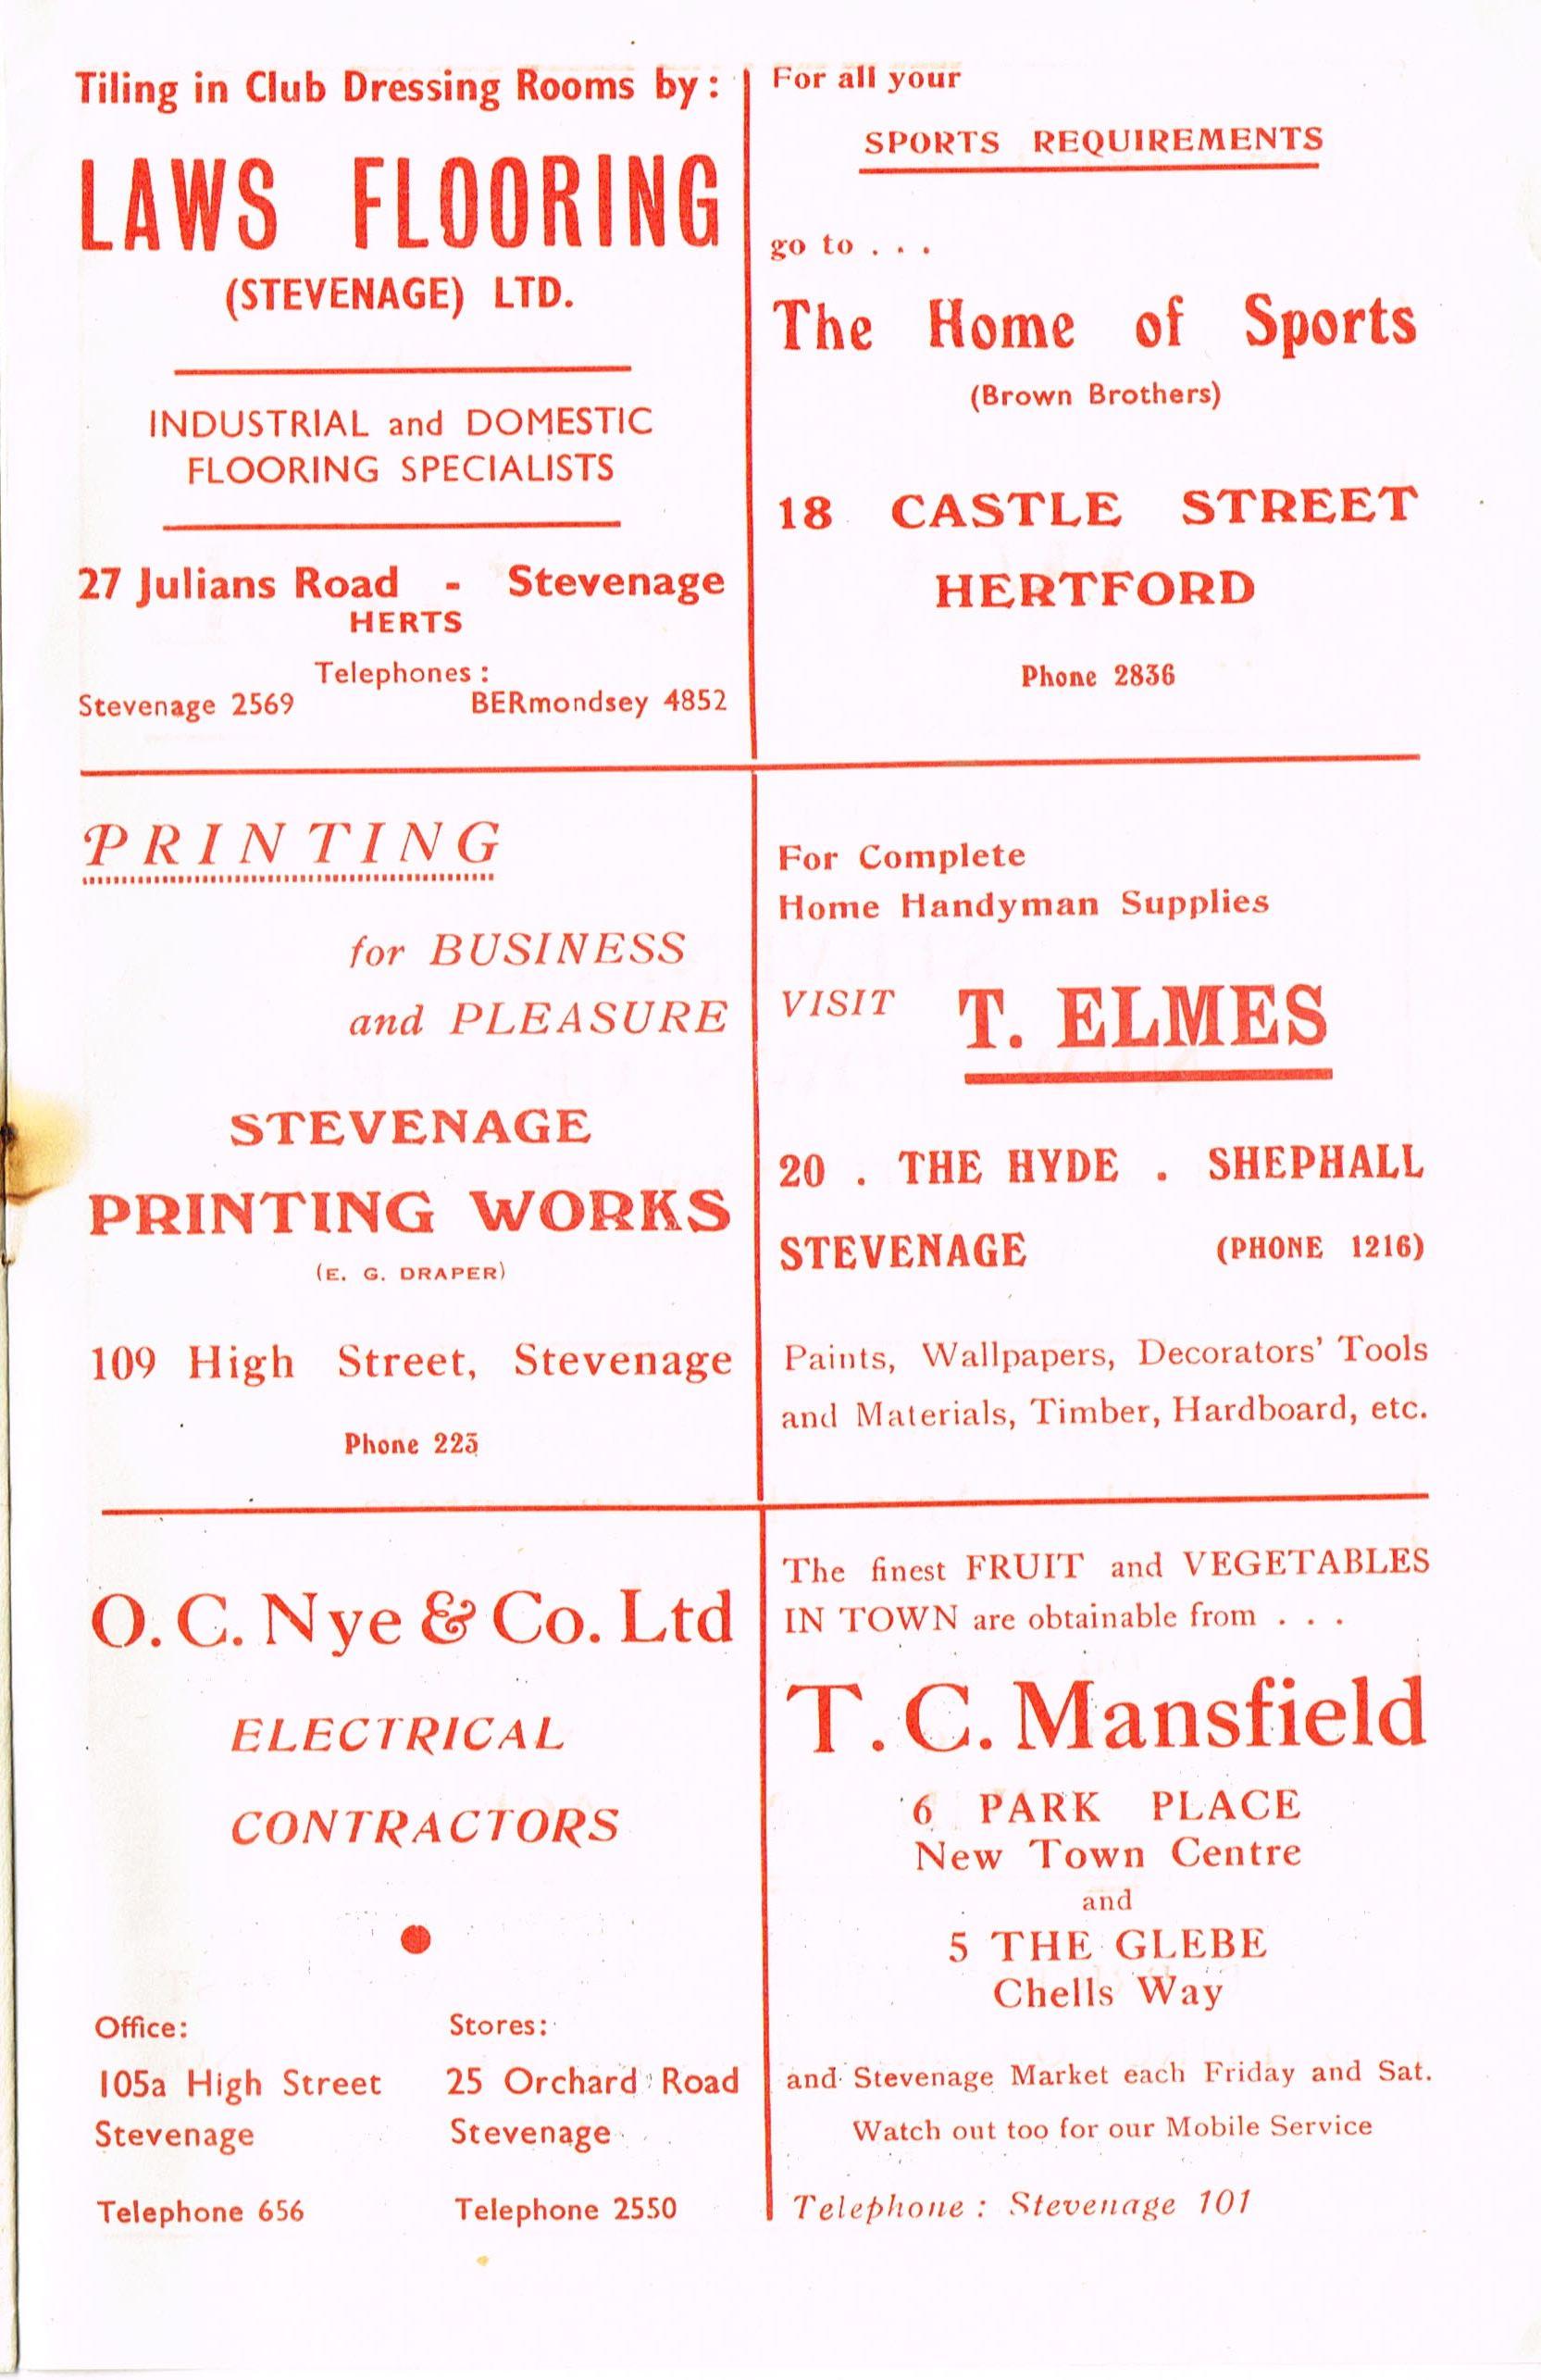 Tiling in Club Dressing Rooms by:
LAWS FLOORING
(STEVENAGE) LTD.
INDUSTRIAL and DOMESTIC
FLOORING SPECIALISTS
27 Julians Road - Stevenage
HERTS
Telephones:
Stevenage 2569 BERmondsey 4852
For all your
SPORTS REQUIREMENTS
go to . . .
The Home of Sports
(Brown Brothers)
18 CASTLE STREET
HERTFORD
Phone 2836
PRINTING
for BUSINESS
and PLEASURE
STEVENAGE
PRINTING WORKS
(E. G. DRAPER)
109 High Street, Stevenage
Phone 225
For Complete
Home Handyman Supplies
VISIT T. ELMES
20 . THE HYDE . SHEPHALL
STEVENAGE (PHONE 1216)
Paints, Wallpapers, Decorators' Tools
and Materials, Timber, Hardboard, etc.
O. C. Nye & Co. Ltd
ELECTRICAL
CONTRACTORS
Office: Stores:
105a High Street 25 Orchard Road
Stevenage Stevenage
Telephone 656 Telephone 2550
The finest FRUIT and VEGETABLES
IN TOWN are obtainable from . . .
T. C. Mansfield
6 PARK PLACE
New Town Centre
and
5 THE GLEBE
Chells Way
and Stevenage Market each Friday and Sat.
Watch out too for our Mobile Service
Telephone: Stevenage 101